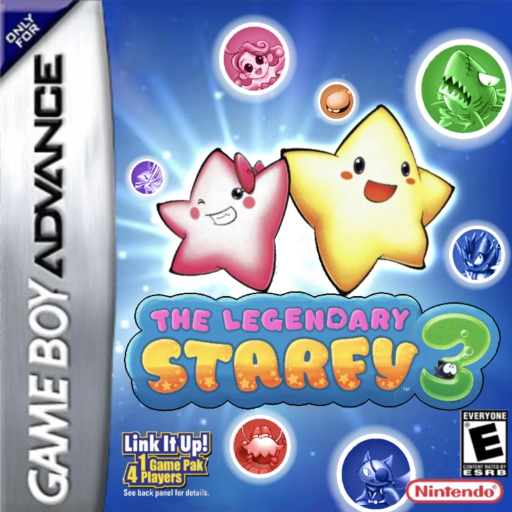 ONLY
FOR
GAME BOY ADVANCE
THE LEGENDARY
STARFY 3
™
Link It Up!
1 Game Pak
4 Players
See back panel for details.
EVERYONE
E
CONTENT RATED BY
ESRB
Nintendo